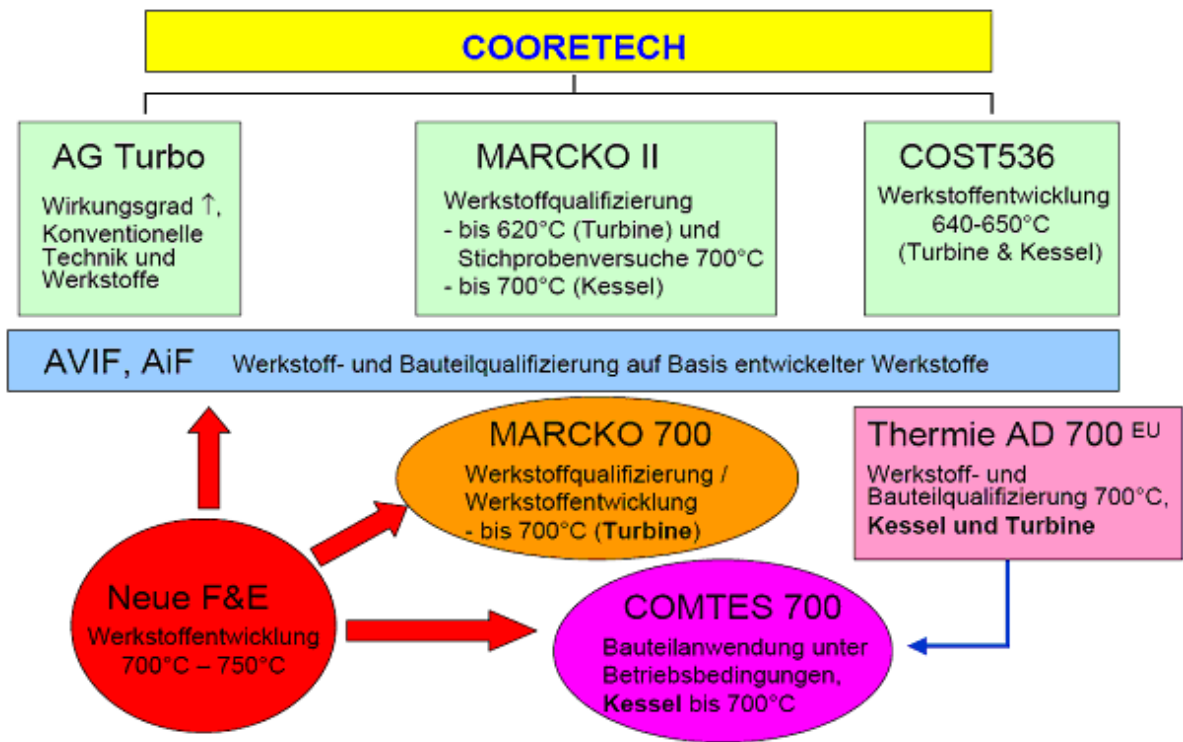 COORETECH
AG Turbo
Wirkungsgrad ↑,
Konventionelle
Technik und
Werkstoffe
MARCKO II
Werkstoffqualifizierung
- bis 620°C (Turbine) und
Stichprobenversuche 700°C
- bis 700°C (Kessel)
COST536
Werkstoffentwicklung
640-650°C
(Turbine & Kessel)
AVIF, AiF Werkstoff- und Bauteilqualifizierung auf Basis entwickelter Werkstoffe
MARCKO 700
Werkstoffqualifizierung /
Werkstoffentwicklung
- bis 700°C (Turbine)
Thermie AD 700 EU
Werkstoff- und
Bauteilqualifizierung 700°C,
Kessel und Turbine
Neue F&E
Werkstoffentwicklung
700°C – 750°C
COMTES 700
Bauteilanwendung unter
Betriebsbedingungen,
Kessel bis 700°C